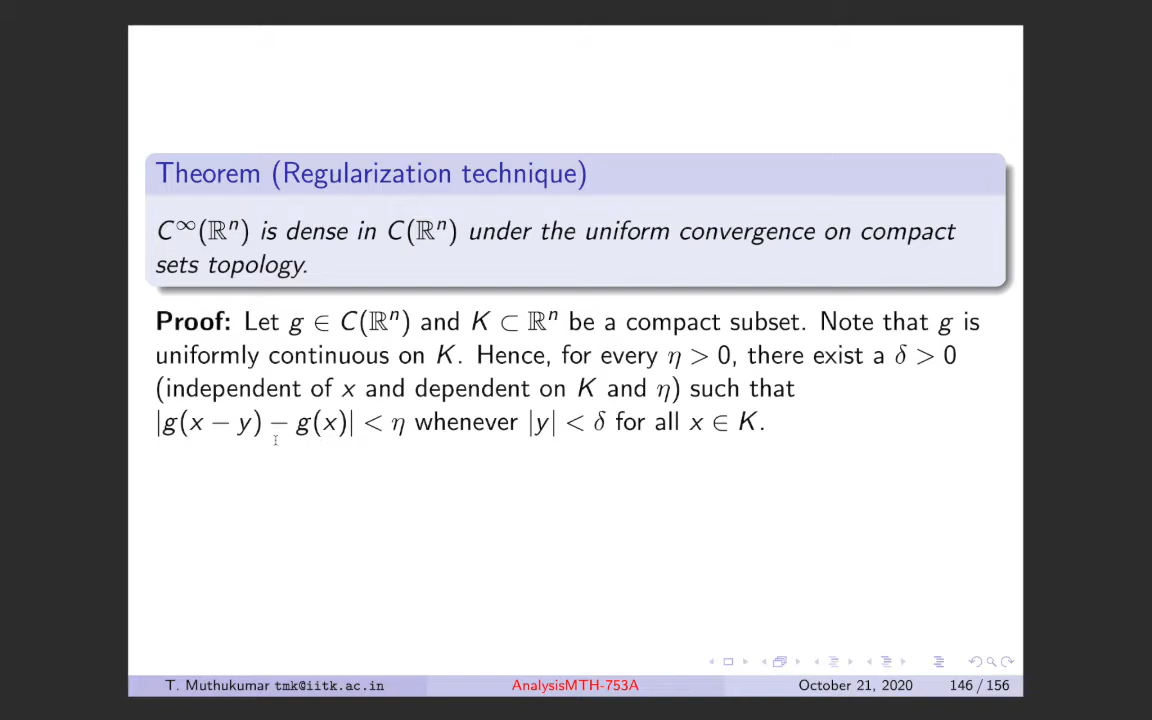 Theorem (Regularization technique)
C∞(ℝⁿ) is dense in C(ℝⁿ) under the uniform convergence on compact
sets topology.
Proof: Let g ∈ C(ℝⁿ) and K ⊂ ℝⁿ be a compact subset. Note that g is
uniformly continuous on K. Hence, for every η > 0, there exist a δ > 0
(independent of x and dependent on K and η) such that
|g(x − y) − g(x)| < η whenever |y| < δ for all x ∈ K.
T. Muthukumar tmk@iitk.ac.in AnalysisMTH-753A October 21, 2020 146 / 156